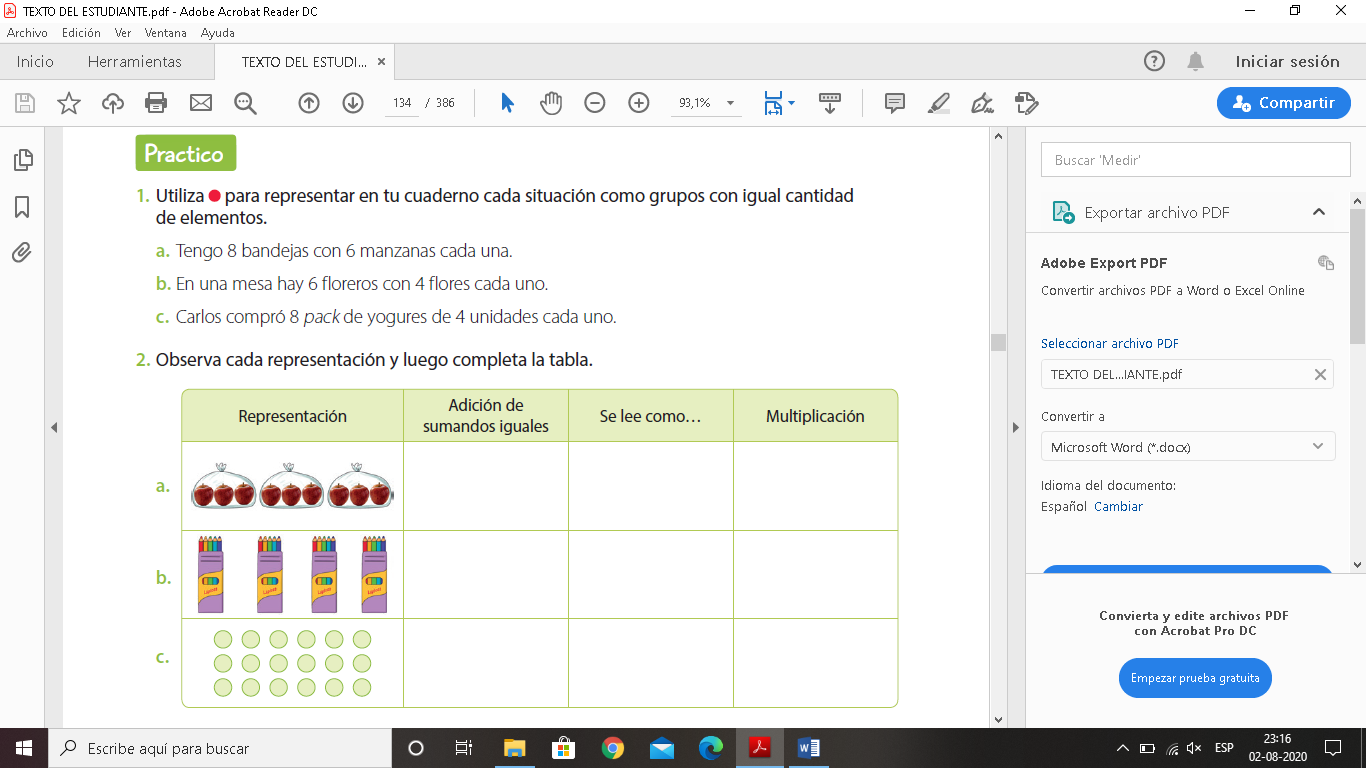 TEXTO DEL ESTUDIANTE.pdf - Adobe Acrobat Reader DC
Archivo Edición Ver Ventana Ayuda
Inicio Herramientas TEXTO DEL ESTUDI... × Iniciar sesión
134 / 386 93,1% Compartir
Practico
1. Utiliza para representar en tu cuaderno cada situación como grupos con igual cantidad
de elementos.
a. Tengo 8 bandejas con 6 manzanas cada una.
b. En una mesa hay 6 floreros con 4 flores cada uno.
c. Carlos compró 8 pack de yogures de 4 unidades cada uno.
2. Observa cada representación y luego completa la tabla.
Representación
Adición de
sumandos iguales
Se lee como…
Multiplicación
a.
b.
c.
Buscar 'Medir'
Exportar archivo PDF
Adobe Export PDF
Convertir archivos PDF a Word o Excel Online
Seleccionar archivo PDF
TEXTO DEL...IANTE.pdf
Convertir a
Microsoft Word (*.docx)
Idioma del documento:
Español Cambiar
Convierta y edite archivos PDF
con Acrobat Pro DC
Empezar prueba gratuita
Escribe aquí para buscar
ESP
23:16
02-08-2020